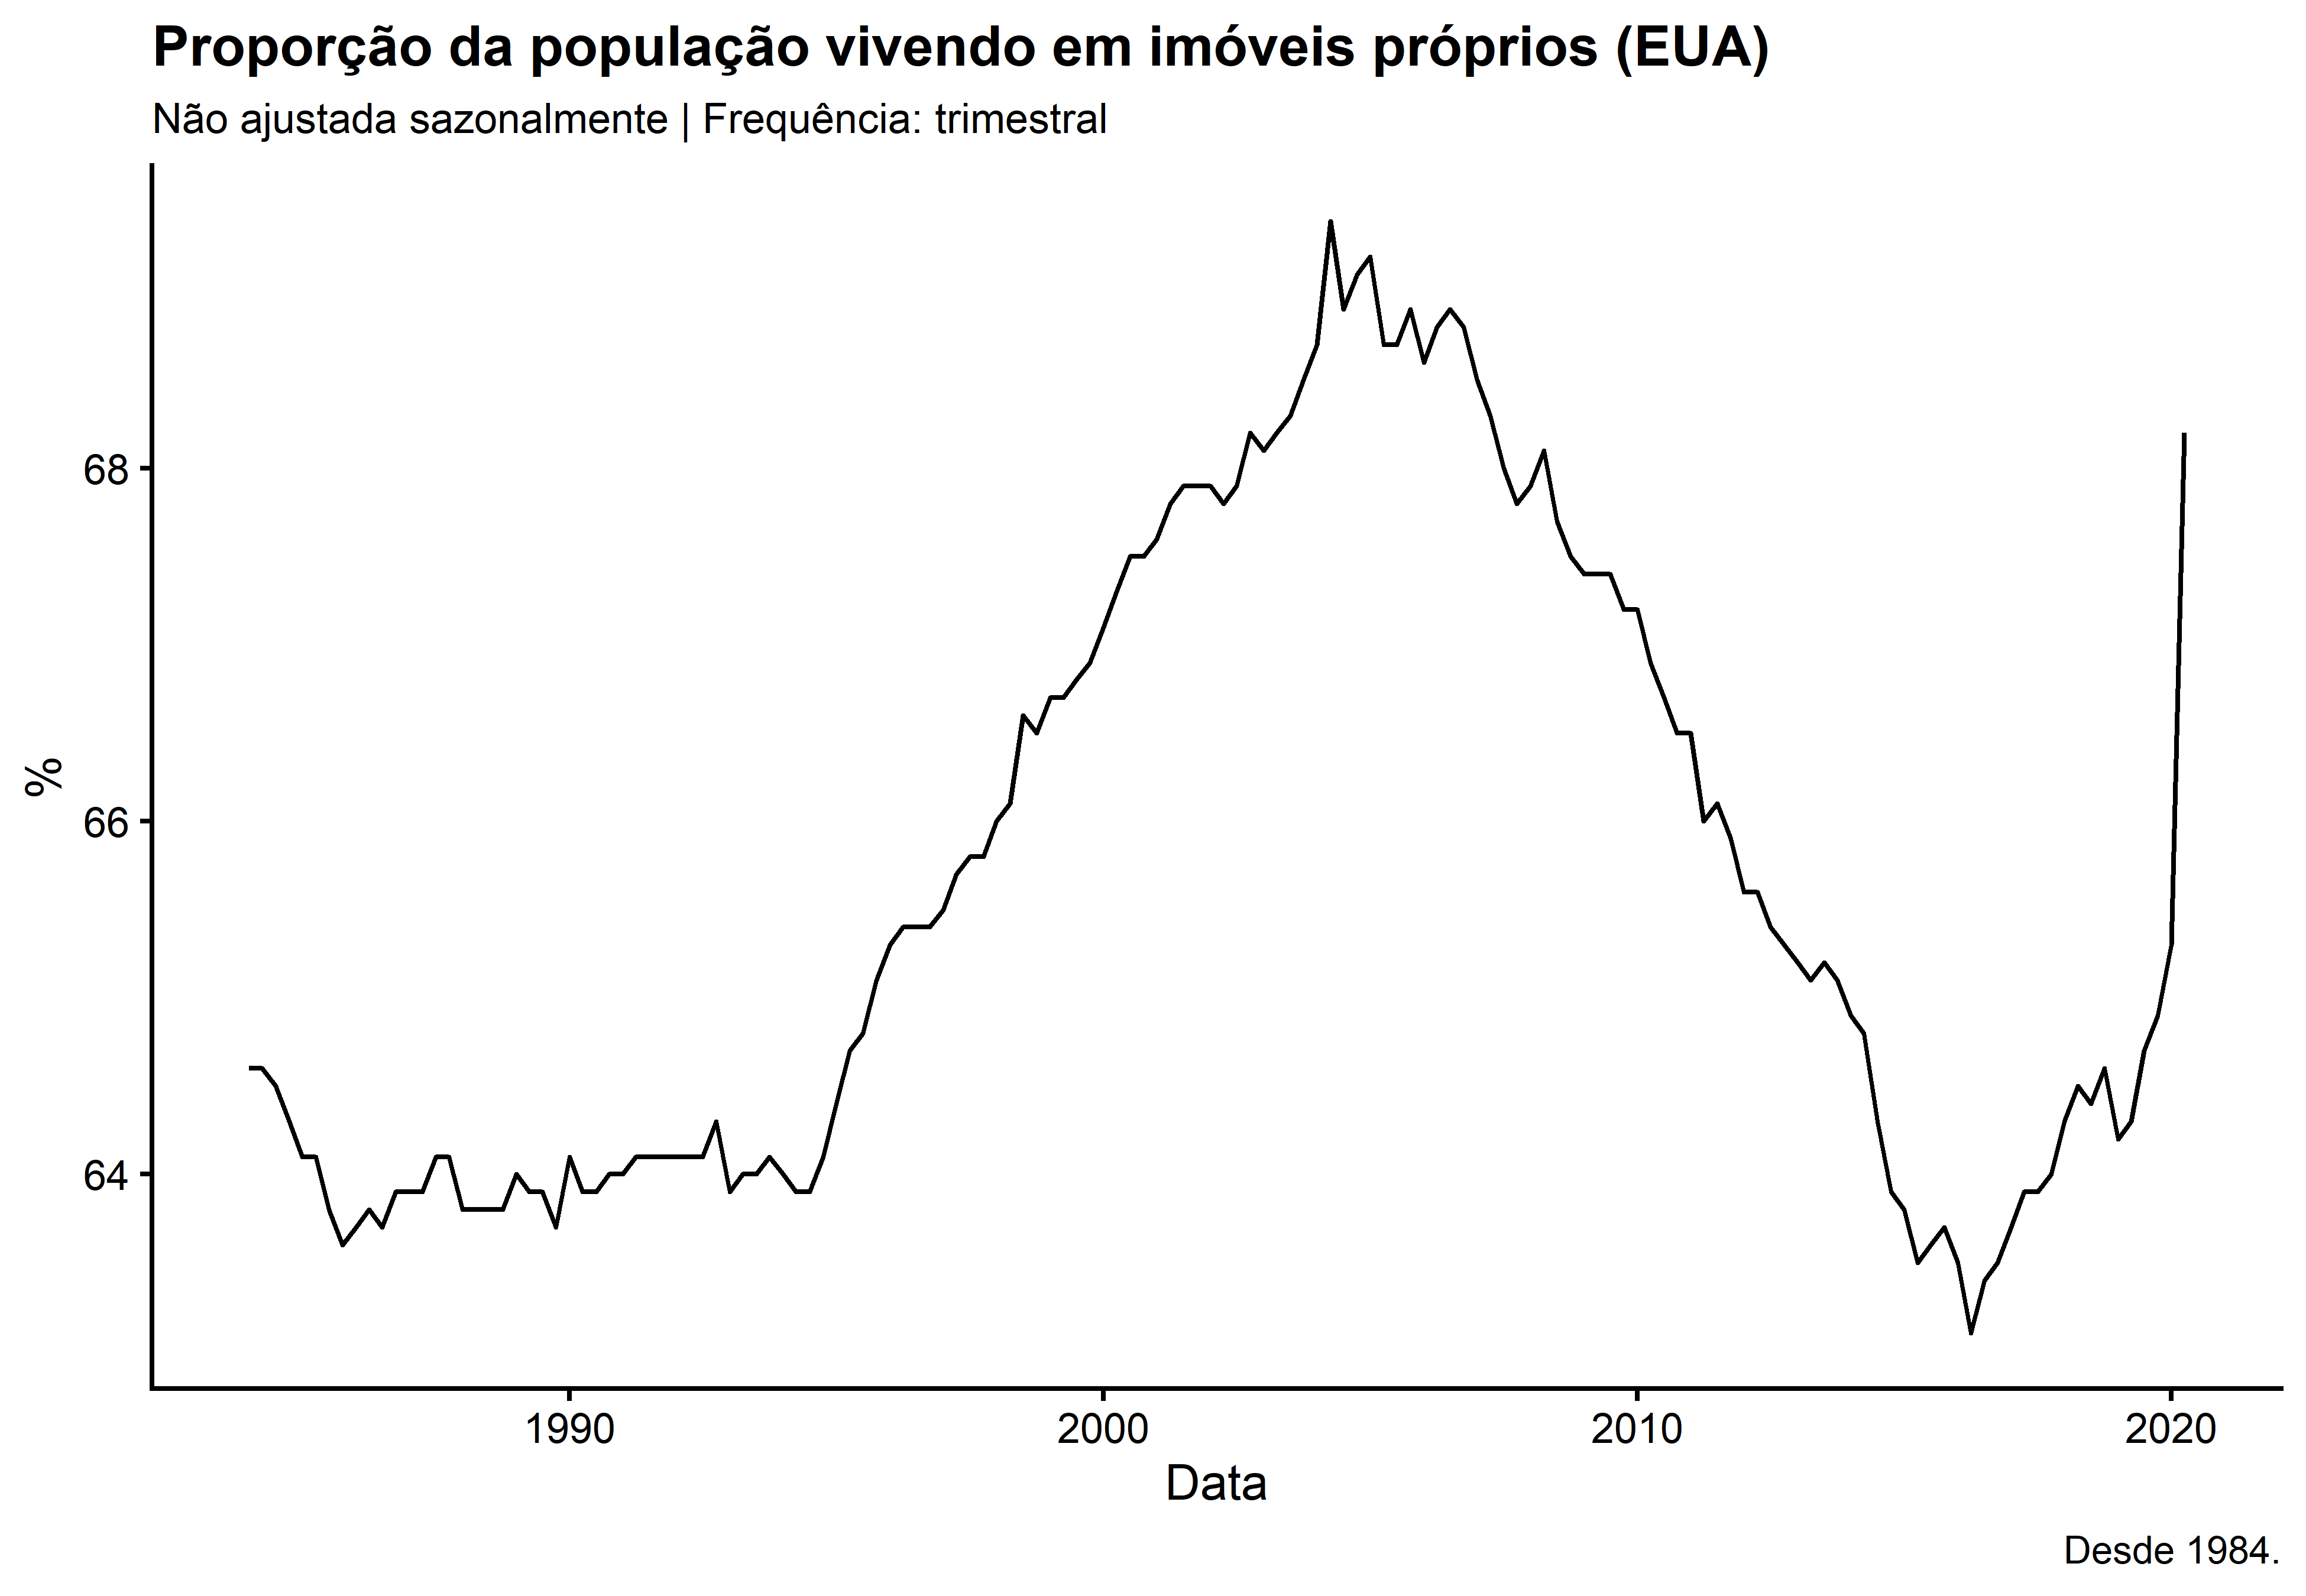 Proporção da população vivendo em imóveis próprios (EUA)
Não ajustada sazonalmente | Frequência: trimestral
68
66
64
%
1990 2000 2010 2020
Data
Desde 1984.